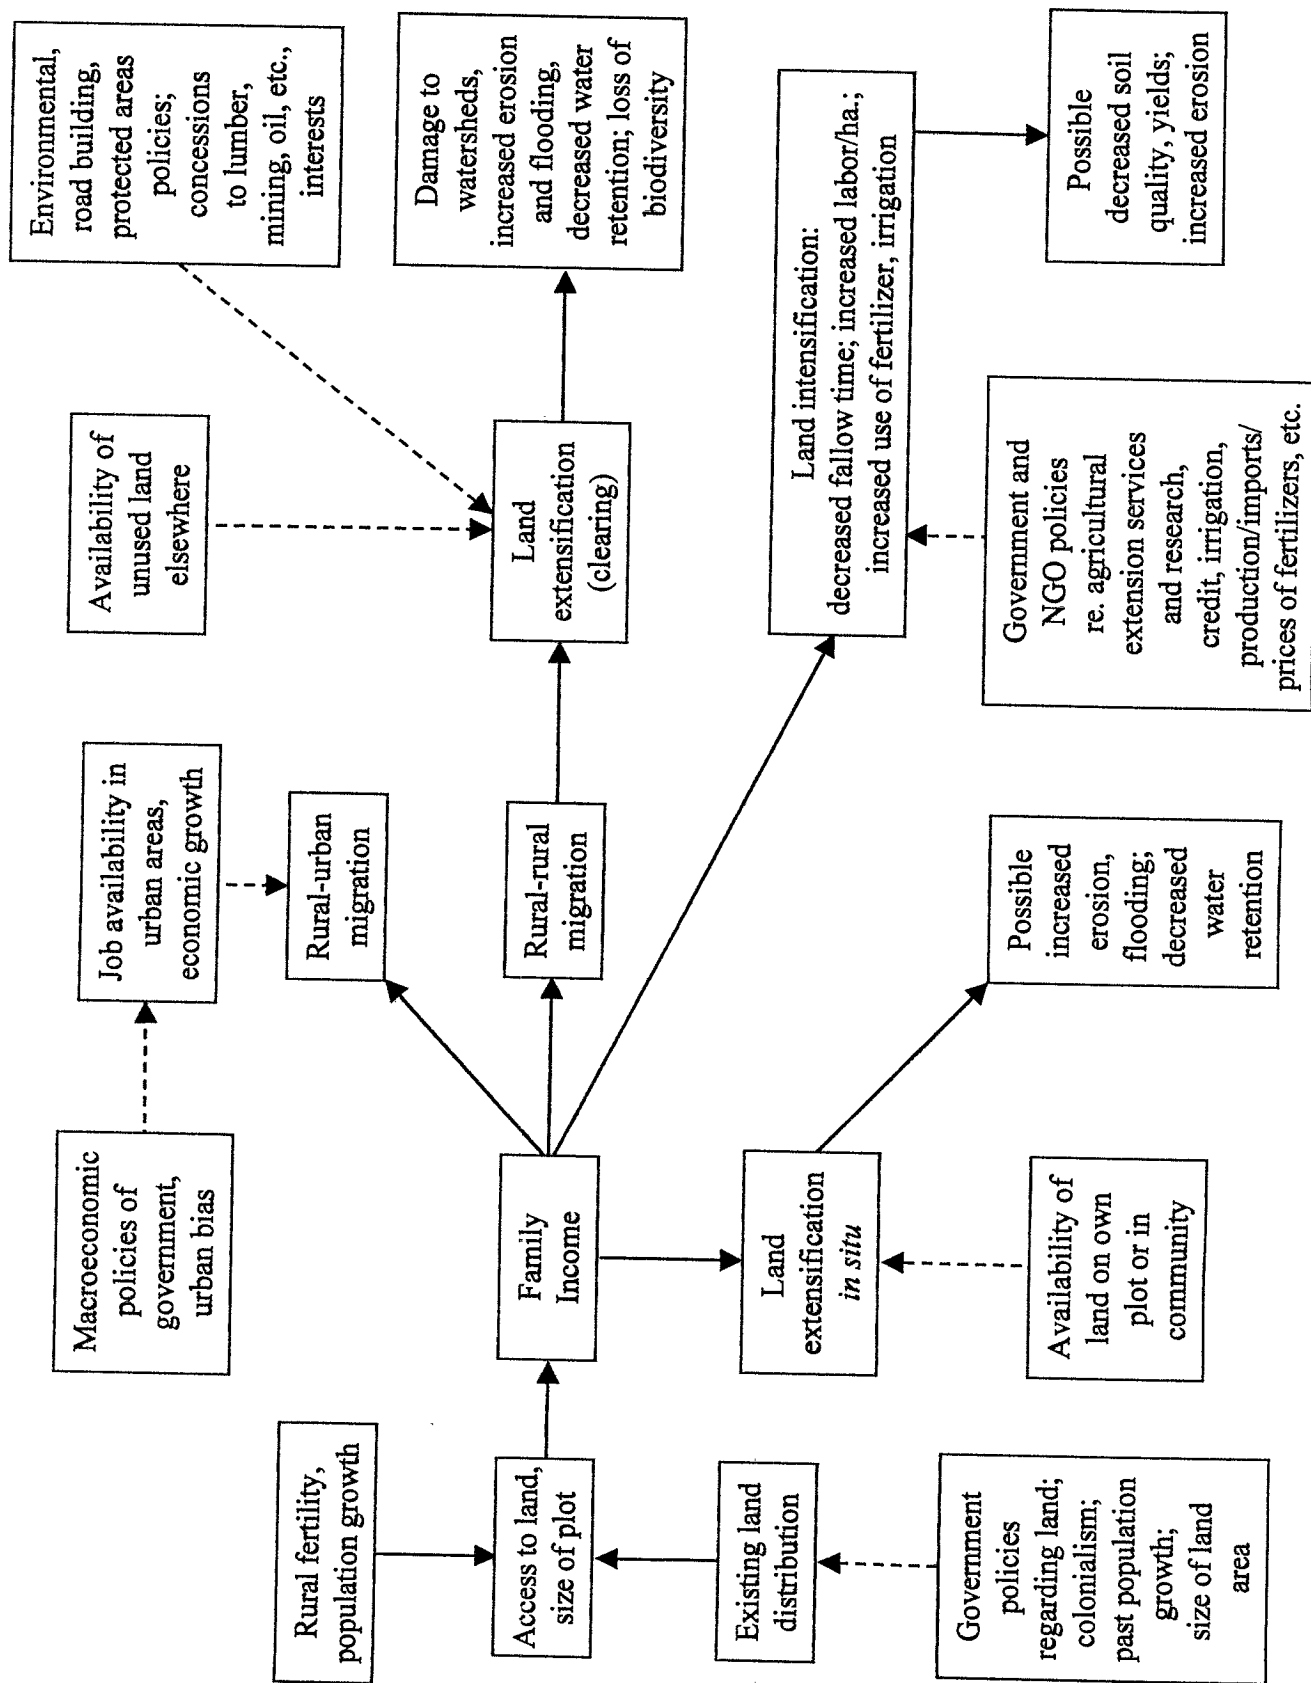 Macroeconomic
policies of
government,
urban bias
Job availability in
urban areas,
economic growth
Availability of
unused land
elsewhere
Environmental,
road building,
protected areas
policies;
concessions
to lumber,
mining, oil, etc.,
interests
Rural fertility,
population growth
Rural-urban
migration
Access to land,
size of plot
Family
Income
Rural-rural
migration
Land
extensification
(clearing)
Damage to
watersheds,
increased erosion
and flooding,
decreased water
retention; loss of
biodiversity
Existing land
distribution
Land
extensification
in situ
Land intensification:
decreased fallow time; increased labor/ha.;
increased use of fertilizer, irrigation
Government
policies
regarding land;
colonialism;
past population
growth;
size of land
area
Availability of
land on own
plot or in
community
Possible
increased
erosion,
flooding;
decreased
water
retention
Government and
NGO policies
re. agricultural
extension services
and research,
credit, irrigation,
production/imports/
prices of fertilizers, etc.
Possible
decreased soil
quality, yields;
increased erosion